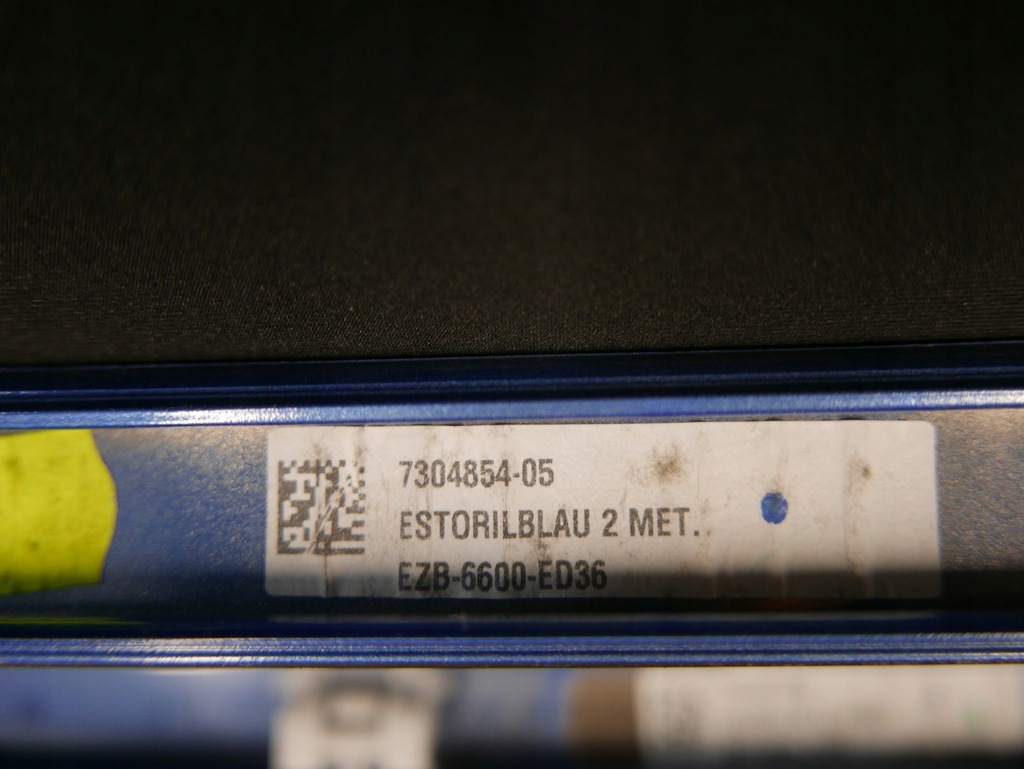 7304854-05
ESTORILBLAU 2 MET.
EZB-6600-ED36